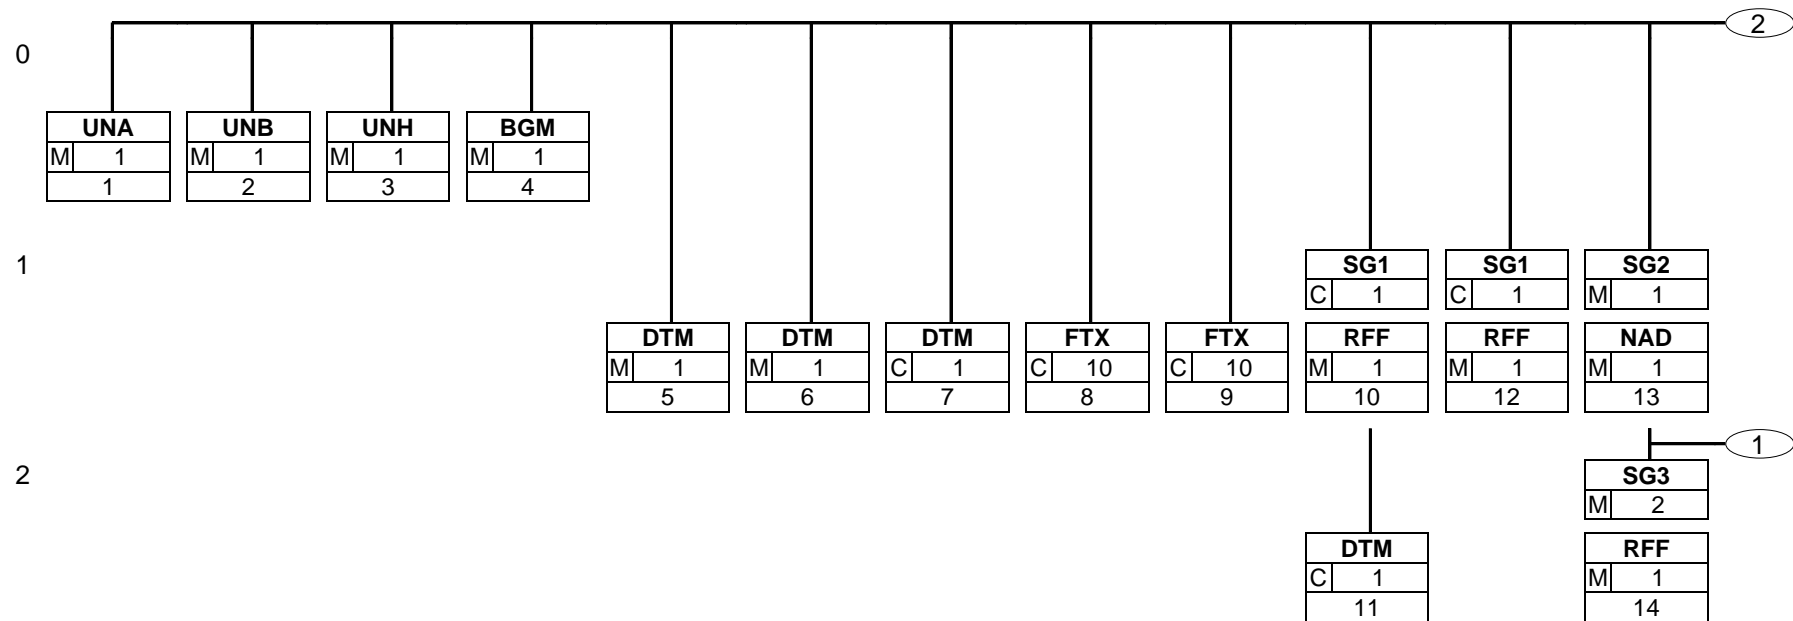 2
0
UNA UNB UNH BGM
M 1 M 1 M 1 M 1
1 2 3 4
1
SG1 SG1 SG2
C 1 C 1 M 1
DTM DTM DTM FTX FTX RFF RFF NAD
M 1 M 1 C 1 C 10 C 10 M 1 M 1 M 1
5 6 7 8 9 10 12 13
1
2
SG3
M 2
DTM RFF
C 1 M 1
11 14